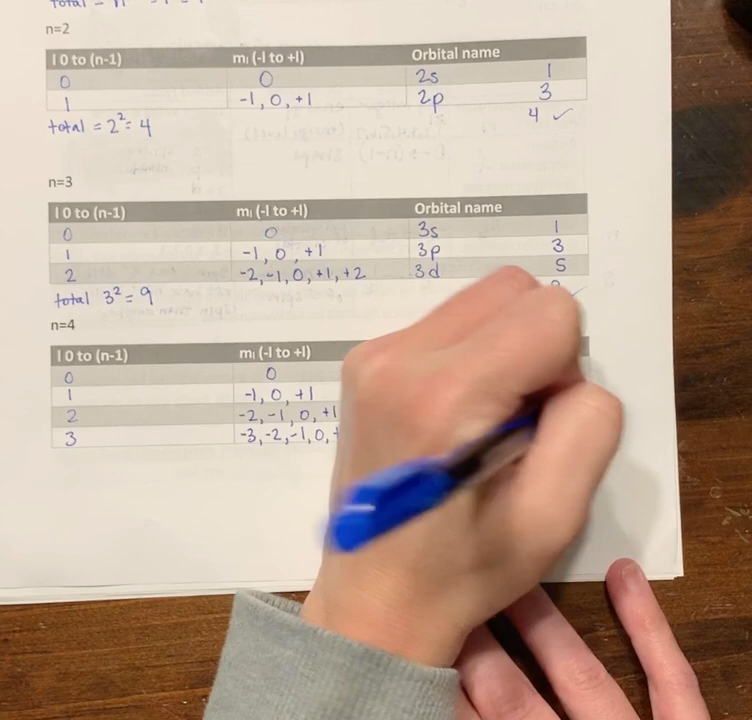 n=2
l 0 to (n-1) mₗ (-l to +l) Orbital name
0 0 2s 1
1 -1, 0, +1 2p 3
total = 2² = 4 4 ✓
n=3
l 0 to (n-1) mₗ (-l to +l) Orbital name
0 0 3s 1
1 -1, 0, +1 3p 3
2 -2, -1, 0, +1, +2 3d 5
total 3² = 9
n=4
l 0 to (n-1) mₗ (-l to +l)
0 0
1 -1, 0, +1
2 -2, -1, 0, +1
3 -3, -2, -1, 0,